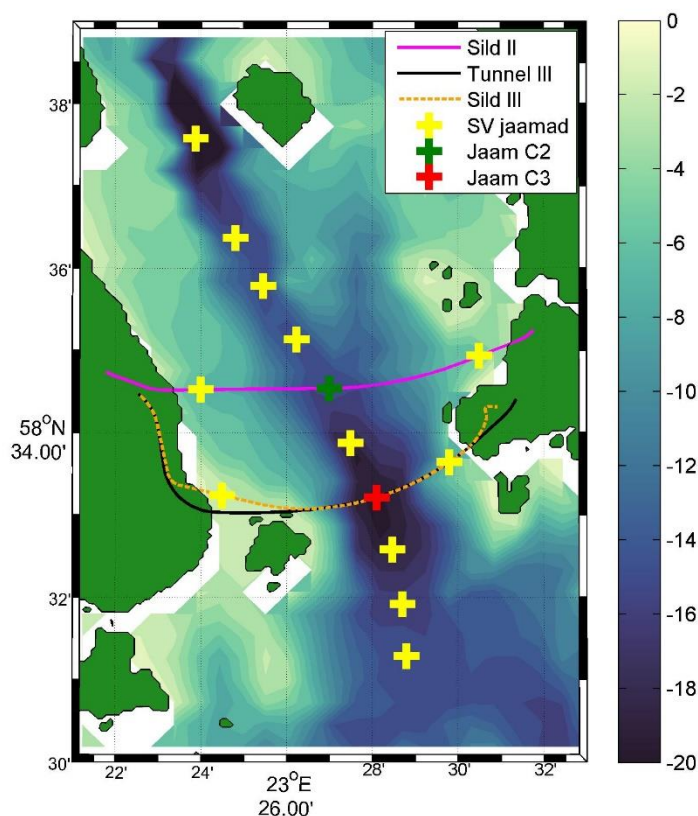 Sild II
Tunnel III
Sild III
SV jaamad
Jaam C2
Jaam C3
38'
36'
58°N
34.00'
32'
30'
22'
24'
23°E
26.00'
28'
30'
32'
0
-2
-4
-6
-8
-10
-12
-14
-16
-18
-20